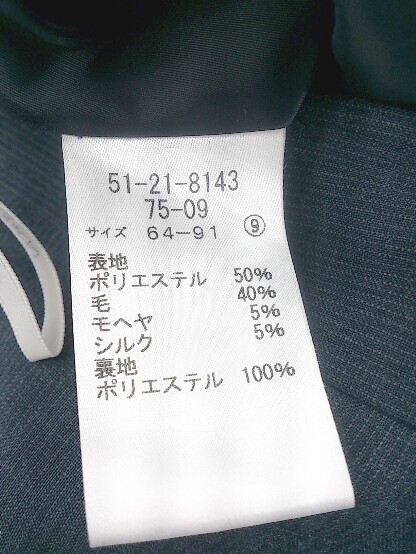 51-21-8143
75-09
サイズ 64-91 ⑨
表地
ポリエステル 50%
毛 40%
モヘヤ 5%
シルク 5%
裏地
ポリエステル 100%